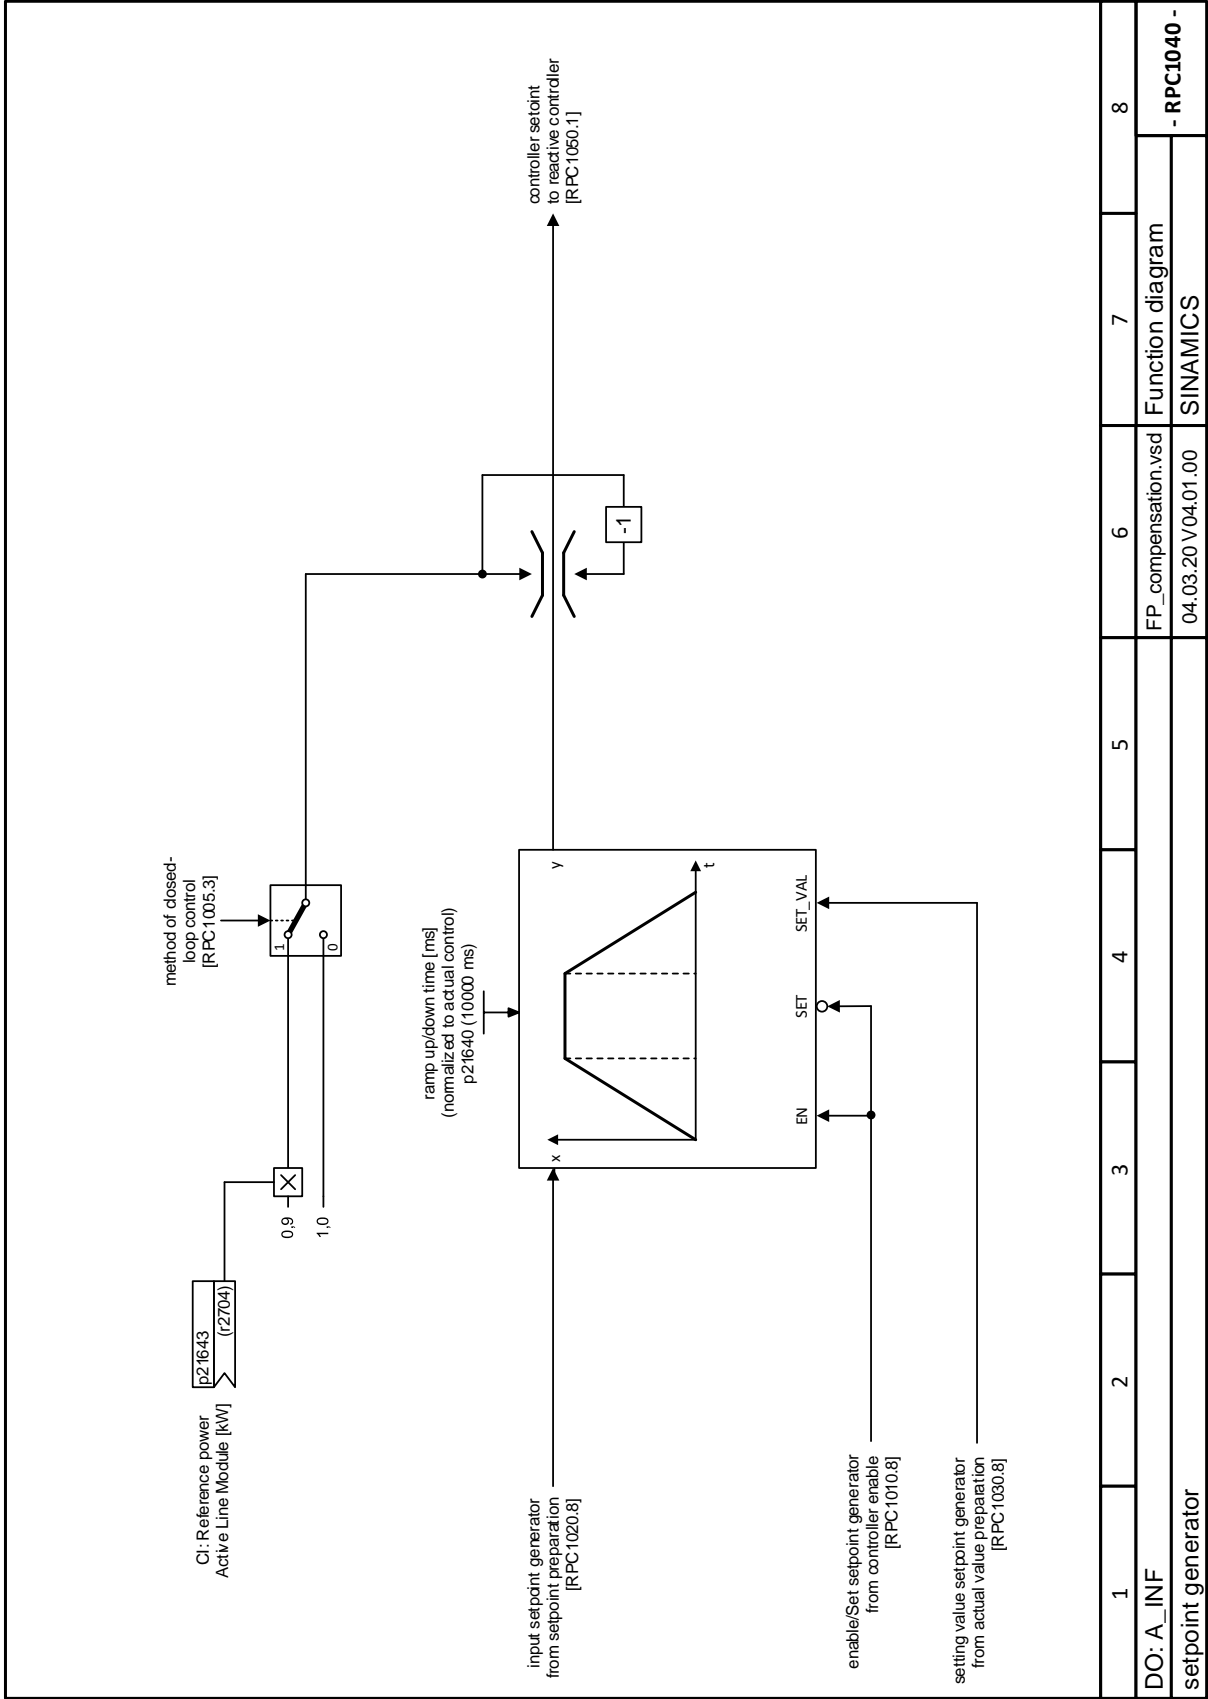 CI: Reference power
Active Line Module [kW]
p21643
(r2704)
0,9
1,0
method of closed-
loop control
[RPC1005.3]
1
0
ramp up/down time [ms]
(normalized to actual control)
p21640 (10000 ms)
input setpoint generator
from setpoint preparation
[RPC1020.8]
x
y
t
EN
SET
SET_VAL
-1
controller setoint
to reactive controller
[RPC1050.1]
enable/Set setpoint generator
from controller enable
[RPC1010.8]
setting value setpoint generator
from actual value preparation
[RPC1030.8]
1 2 3 4 5 6 7 8
DO: A_INF
FP_compensation.vsd
Function diagram
- RPC1040 -
setpoint generator
04.03.20 V04.01.00
SINAMICS